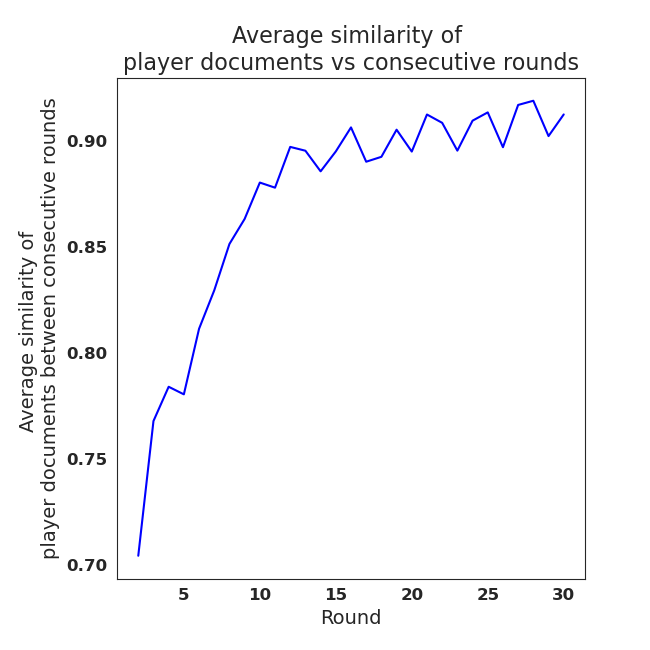 Average similarity of
player documents vs consecutive rounds
Average similarity of
player documents between consecutive rounds
0.90
0.85
0.80
0.75
0.70
5 10 15 20 25 30
Round